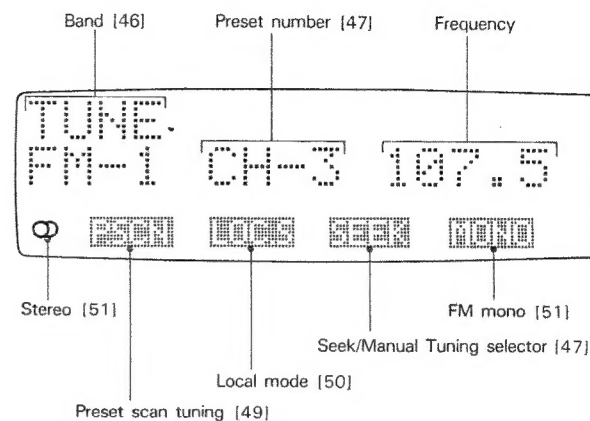 Band [46] Preset number [47] Frequency
TUNE.
FM-1 CH-3 107.5
PSCN LOCS SEEK MONO
Stereo [51] FM mono [51]
Seek/Manual Tuning selector [47]
Local mode [50]
Preset scan tuning [49]